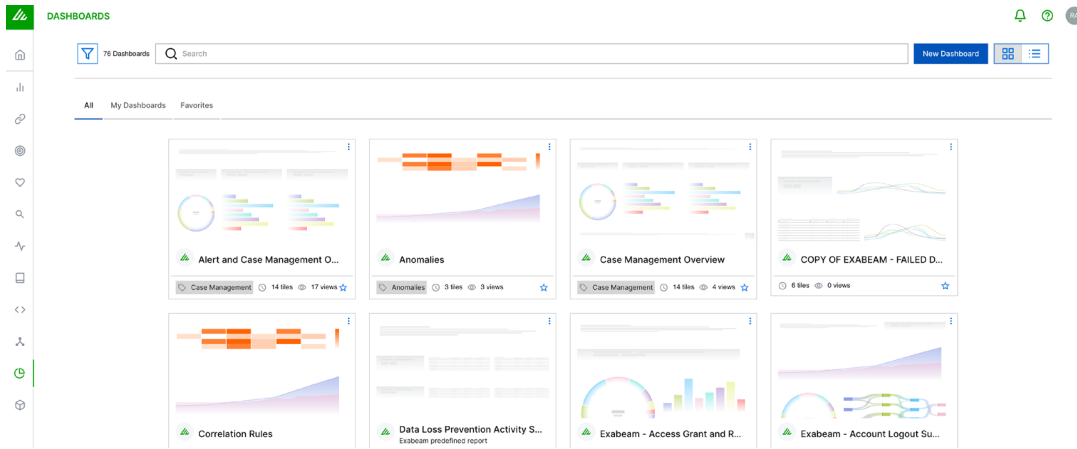 DASHBOARDS
RA
76 Dashboards
Search
New Dashboard
All
My Dashboards
Favorites
Alert and Case Management O...
Anomalies
Case Management Overview
COPY OF EXABEAM - FAILED D...
Case Management 14 tiles 17 views
Anomalies 3 tiles 3 views
Case Management 14 tiles 4 views
6 tiles 0 views
Correlation Rules
Data Loss Prevention Activity S...
Exabeam predefined report
Exabeam - Access Grant and R...
Exabeam - Account Logout Su...